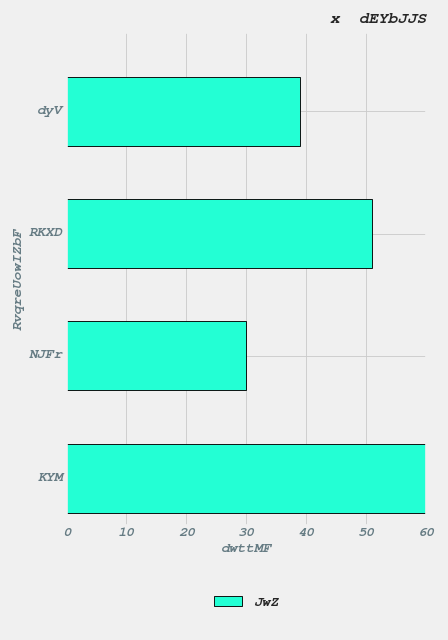 x  dEYbJJS
dyV
RKXD
NJFr
KYM
RvqreUowIZbF
0 10 20 30 40 50 60
dwttMF
JwZ